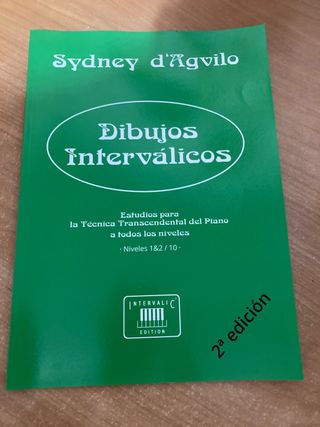 Sydney d'Agvilo
Dibujos
Interválicos
Estudios para
la Técnica Transcendental del Piano
a todos los niveles
· Niveles 1&2 / 10 ·
INTERVALIC
EDITION
2ª edición